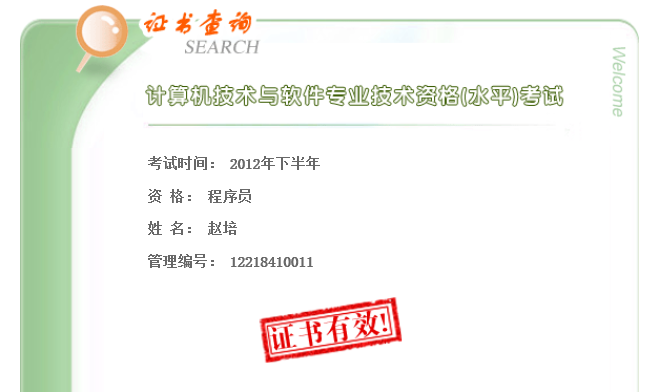 证书查询
SEARCH
Welcome
计算机技术与软件专业技术资格(水平)考试
考试时间： 2012年下半年
资 格： 程序员
姓 名： 赵培
管理编号： 12218410011
证书有效!